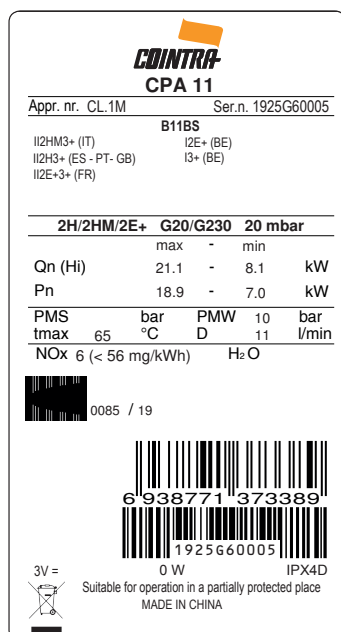 COINTRA
CPA 11
Appr. nr. CL.1M Ser.n. 1925G60005
B11BS
II2HM3+ (IT) I2E+ (BE)
II2H3+ (ES - PT- GB) I3+ (BE)
II2E+3+ (FR)
2H/2HM/2E+ G20/G230 20 mbar
max - min
Qn (Hi) 21.1 - 8.1 kW
Pn 18.9 - 7.0 kW
PMS bar PMW 10 bar
tmax 65 °C D 11 l/min
NOx 6 (< 56 mg/kWh) H₂O
0085 / 19
6 938771 373389
1925G60005
3V = 0 W IPX4D
Suitable for operation in a partially protected place
MADE IN CHINA